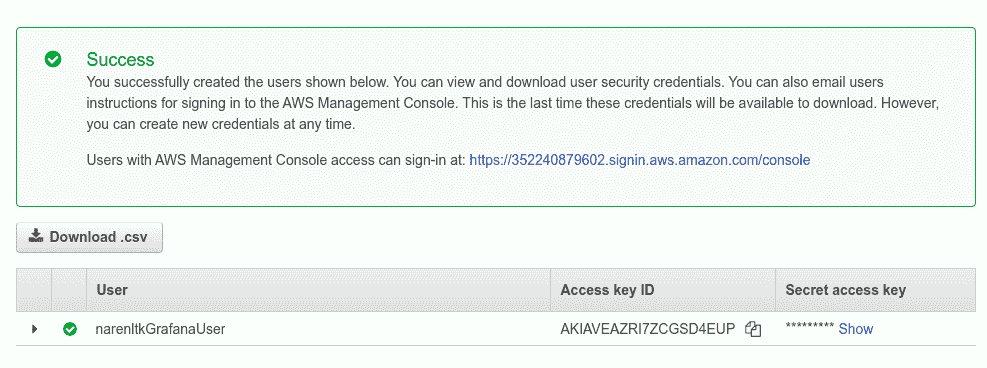 Success
You successfully created the users shown below. You can view and download user security credentials. You can also email users
instructions for signing in to the AWS Management Console. This is the last time these credentials will be available to download. However,
you can create new credentials at any time.
Users with AWS Management Console access can sign-in at: https://352240879602.signin.aws.amazon.com/console
Download .csv
User Access key ID Secret access key
narenltkGrafanaUser AKIAVEAZRI7ZCGSD4EUP ********* Show